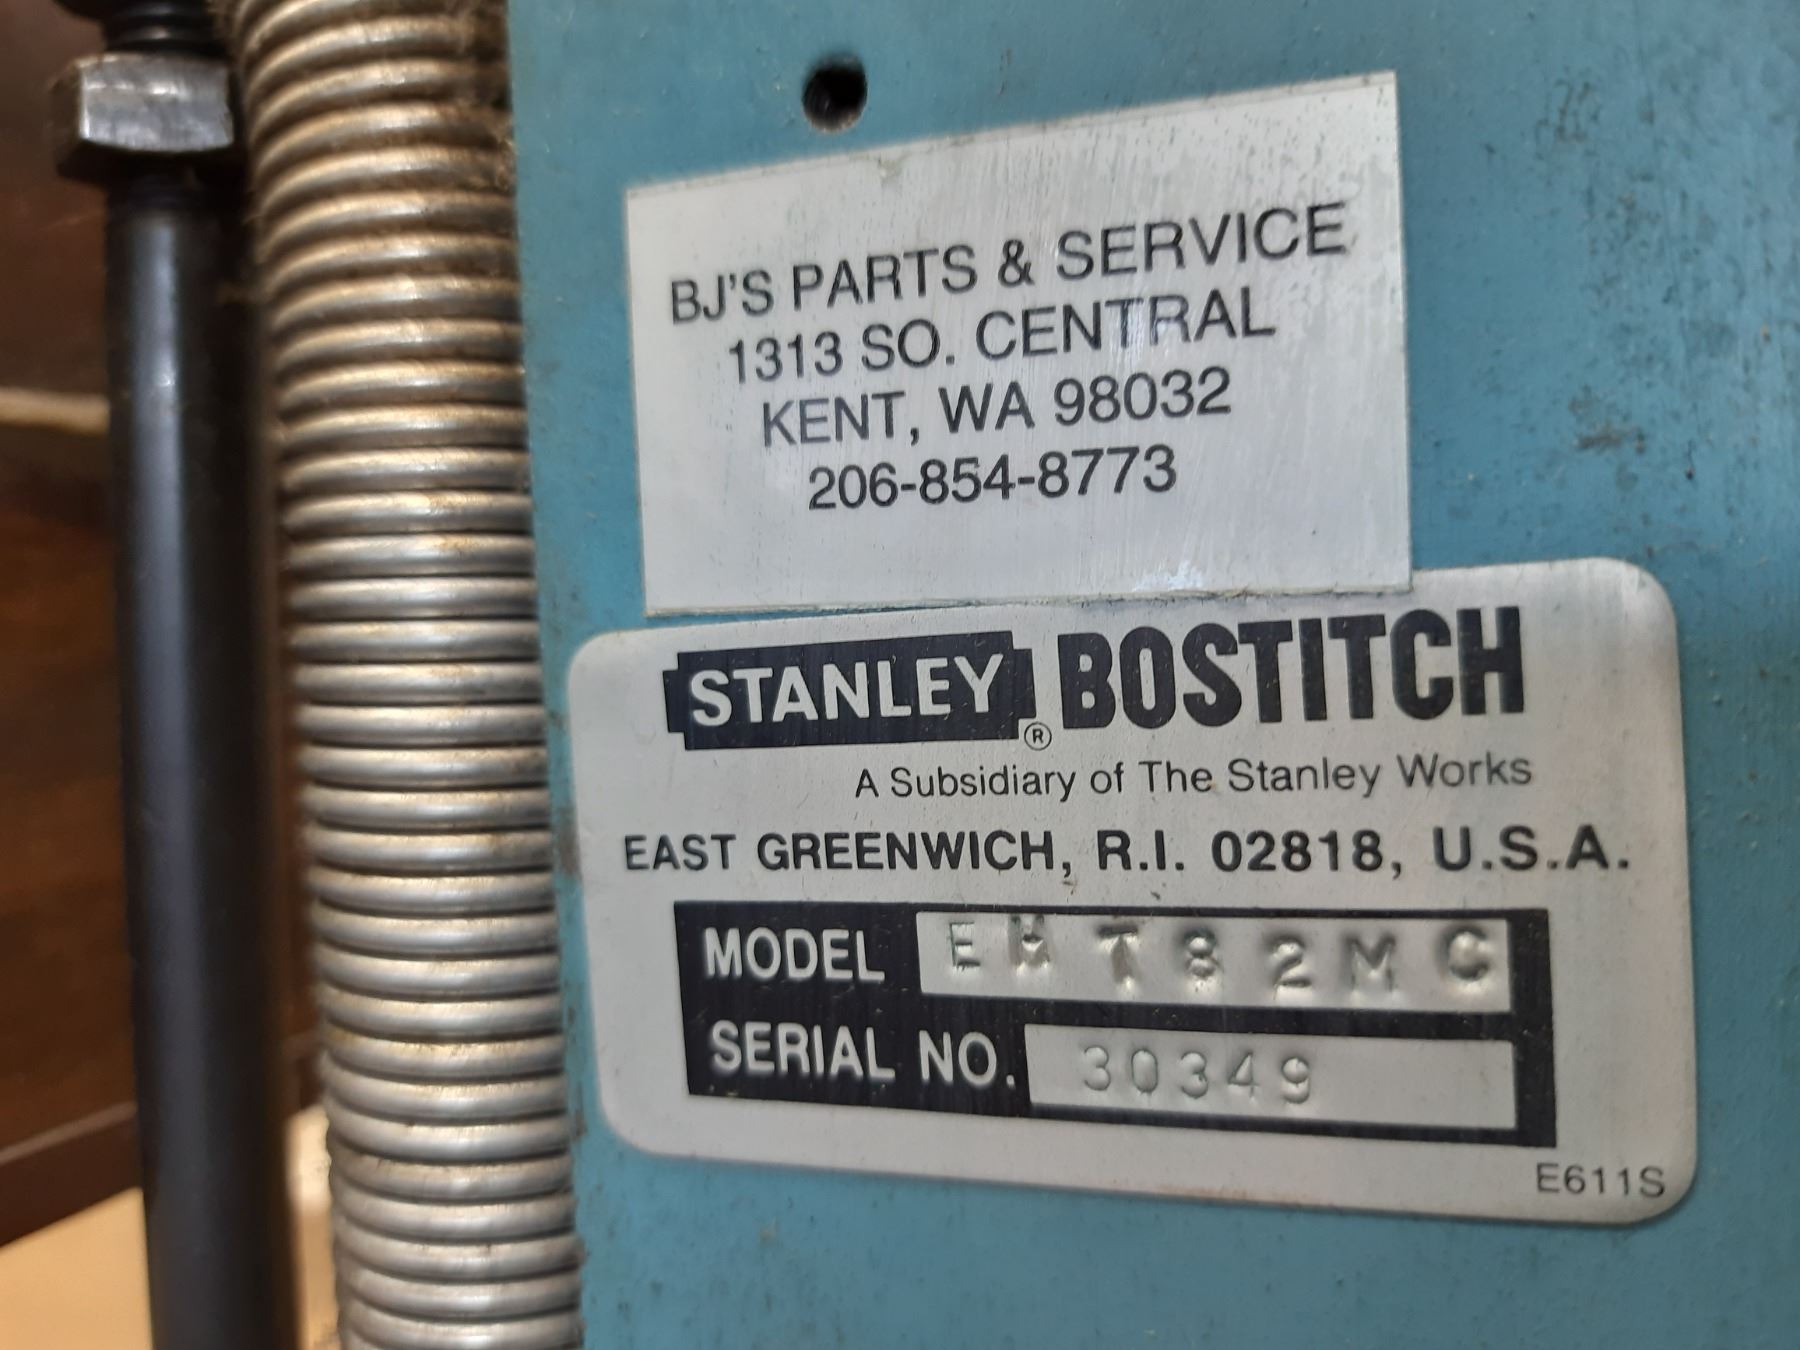 BJ'S PARTS & SERVICE
1313 SO. CENTRAL
KENT, WA 98032
206-854-8773
STANLEY® BOSTITCH
A Subsidiary of The Stanley Works
EAST GREENWICH, R.I. 02818, U.S.A.
MODEL EHT82MC
SERIAL NO. 30349
E611S